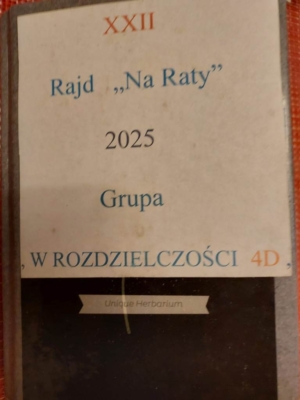 XXII
Rajd „Na Raty”
2025
Grupa
„W ROZDZIELCZOŚCI 4D„
Unique Herbarium